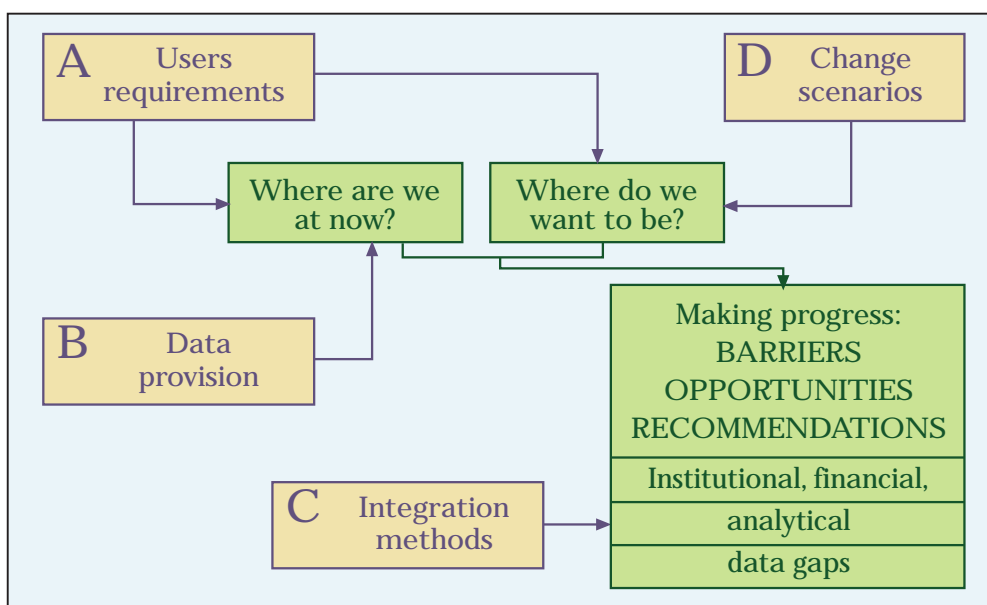 A Users
requirements
D Change
scenarios
Where are we
at now?
Where do we
want to be?
B Data
provision
Making progress:
BARRIERS
OPPORTUNITIES
RECOMMENDATIONS
Institutional, financial,
analytical
data gaps
C Integration
methods